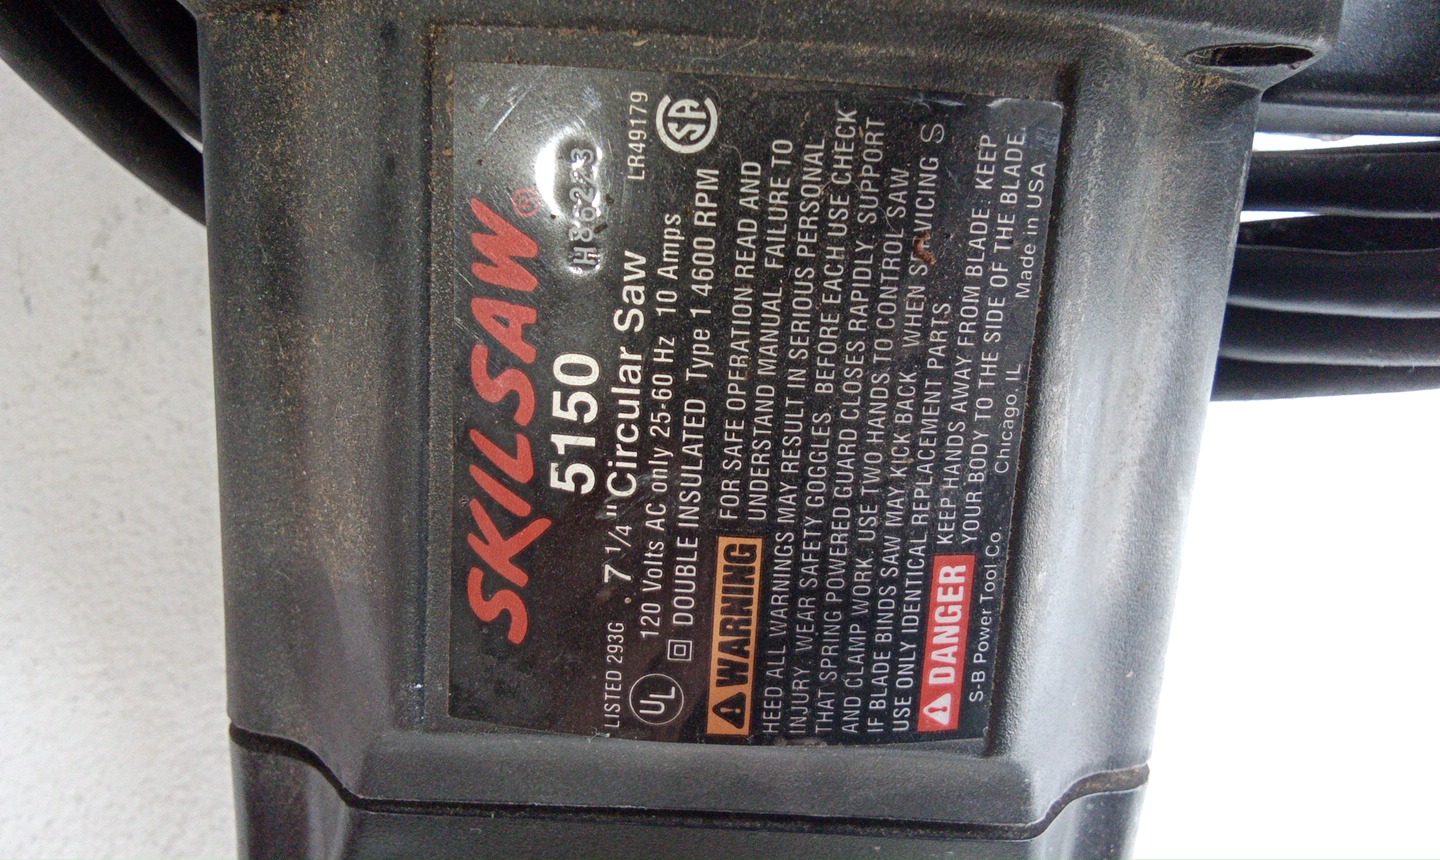 SKILSAW®
5150
H86223
7 1/4" Circular Saw
LISTED 293G
LR49179
120 Volts AC only 25-60 Hz 10 Amps
DOUBLE INSULATED Type 1 4600 RPM
UL
SA
WARNING FOR SAFE OPERATION READ AND
UNDERSTAND MANUAL. FAILURE TO
HEED ALL WARNINGS MAY RESULT IN SERIOUS PERSONAL
INJURY. WEAR SAFETY GOGGLES. BEFORE EACH USE CHECK
THAT SPRING POWERED GUARD CLOSES RAPIDLY. SUPPORT
AND CLAMP WORK. USE TWO HANDS TO CONTROL SAW.
IF BLADE BINDS SAW MAY KICK BACK. WHEN SERVICING S
USE ONLY IDENTICAL REPLACEMENT PARTS
DANGER KEEP HANDS AWAY FROM BLADE. KEEP
YOUR BODY TO THE SIDE OF THE BLADE.
S-B Power Tool Co. Chicago, IL Made in USA